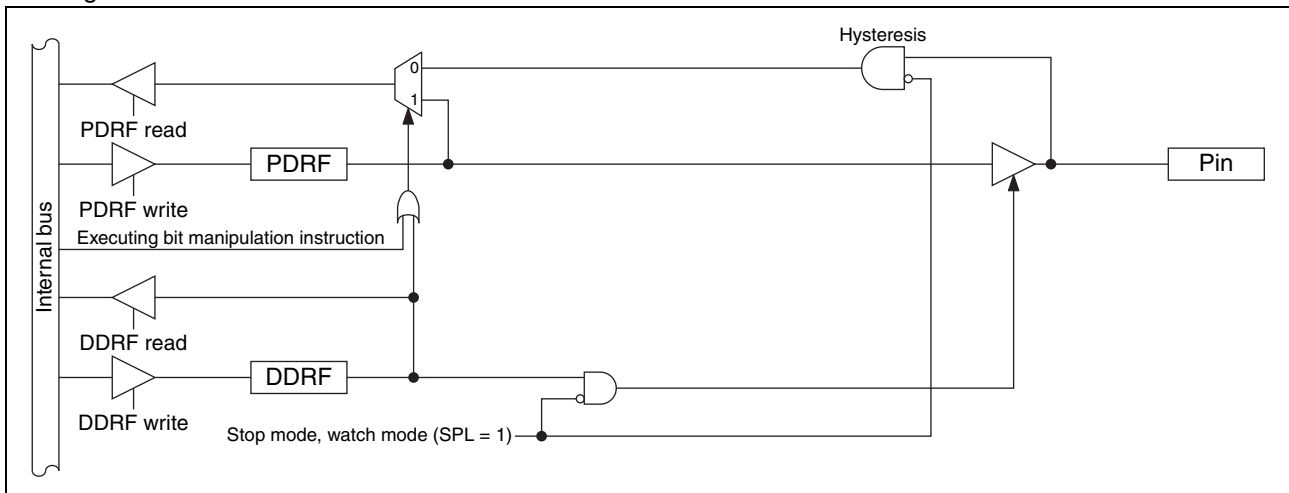 Hysteresis
0
1
PDRF read
PDRF
Pin
PDRF write
Executing bit manipulation instruction
Internal bus
DDRF read
DDRF
DDRF write
Stop mode, watch mode (SPL = 1)